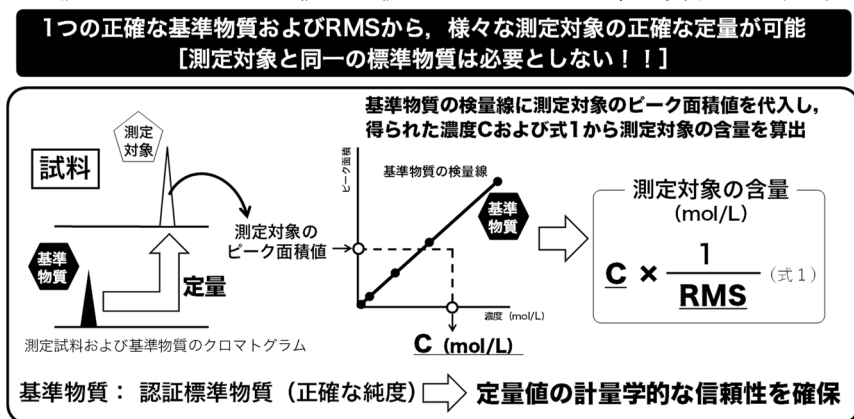 1つの正確な基準物質およびRMSから，様々な測定対象の正確な定量が可能
［測定対象と同一の標準物質は必要としない！！］
基準物質の検量線に測定対象のピーク面積値を代入し，
得られた濃度Cおよび式1から測定対象の含量を算出
測定
対象
試料
測定対象の
ピーク面積値
基準
物質
定量
測定試料および基準物質のクロマトグラム
ピーク面積
基準物質の検量線
基準
物質
濃度（mol/L）
C（mol/L）
測定対象の含量
(mol/L)
C × 1
RMS
（式１）
基準物質： 認証標準物質（正確な純度）
定量値の計量学的な信頼性を確保